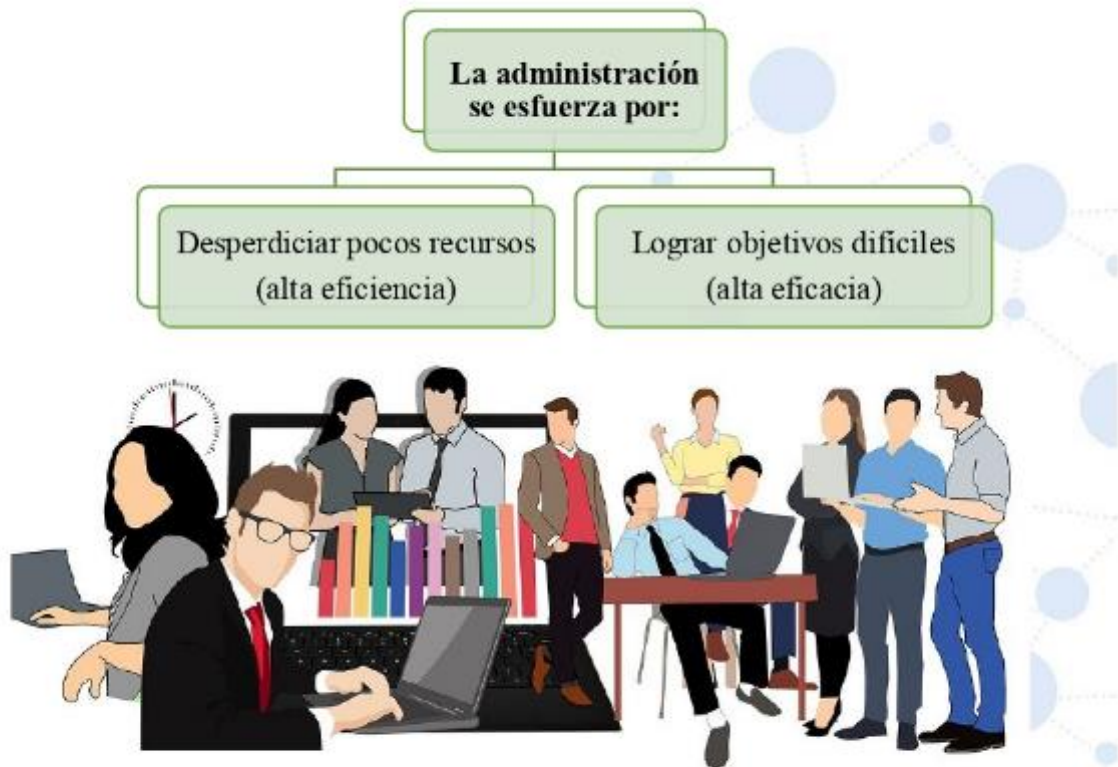 La administración
se esfuerza por:
Desperdiciar pocos recursos
(alta eficiencia)
Lograr objetivos difíciles
(alta eficacia)